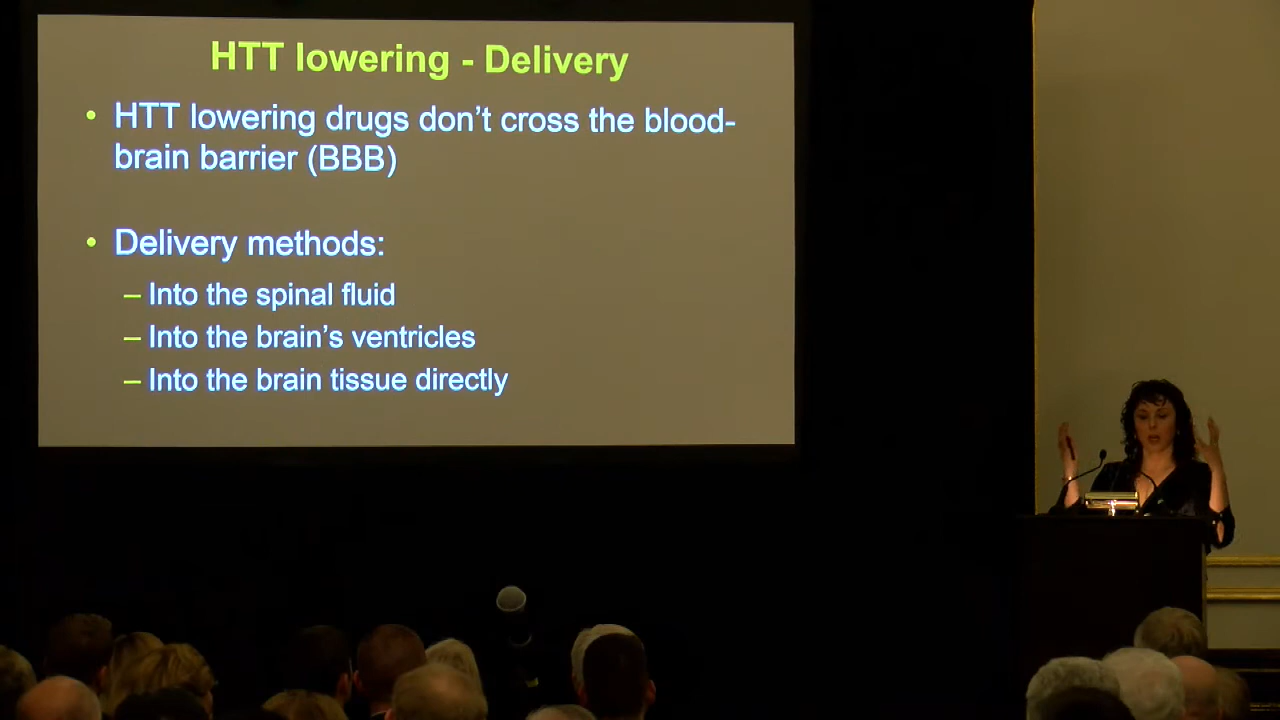 HTT lowering - Delivery
• HTT lowering drugs don’t cross the blood-
brain barrier (BBB)
• Delivery methods:
– Into the spinal fluid
– Into the brain’s ventricles
– Into the brain tissue directly